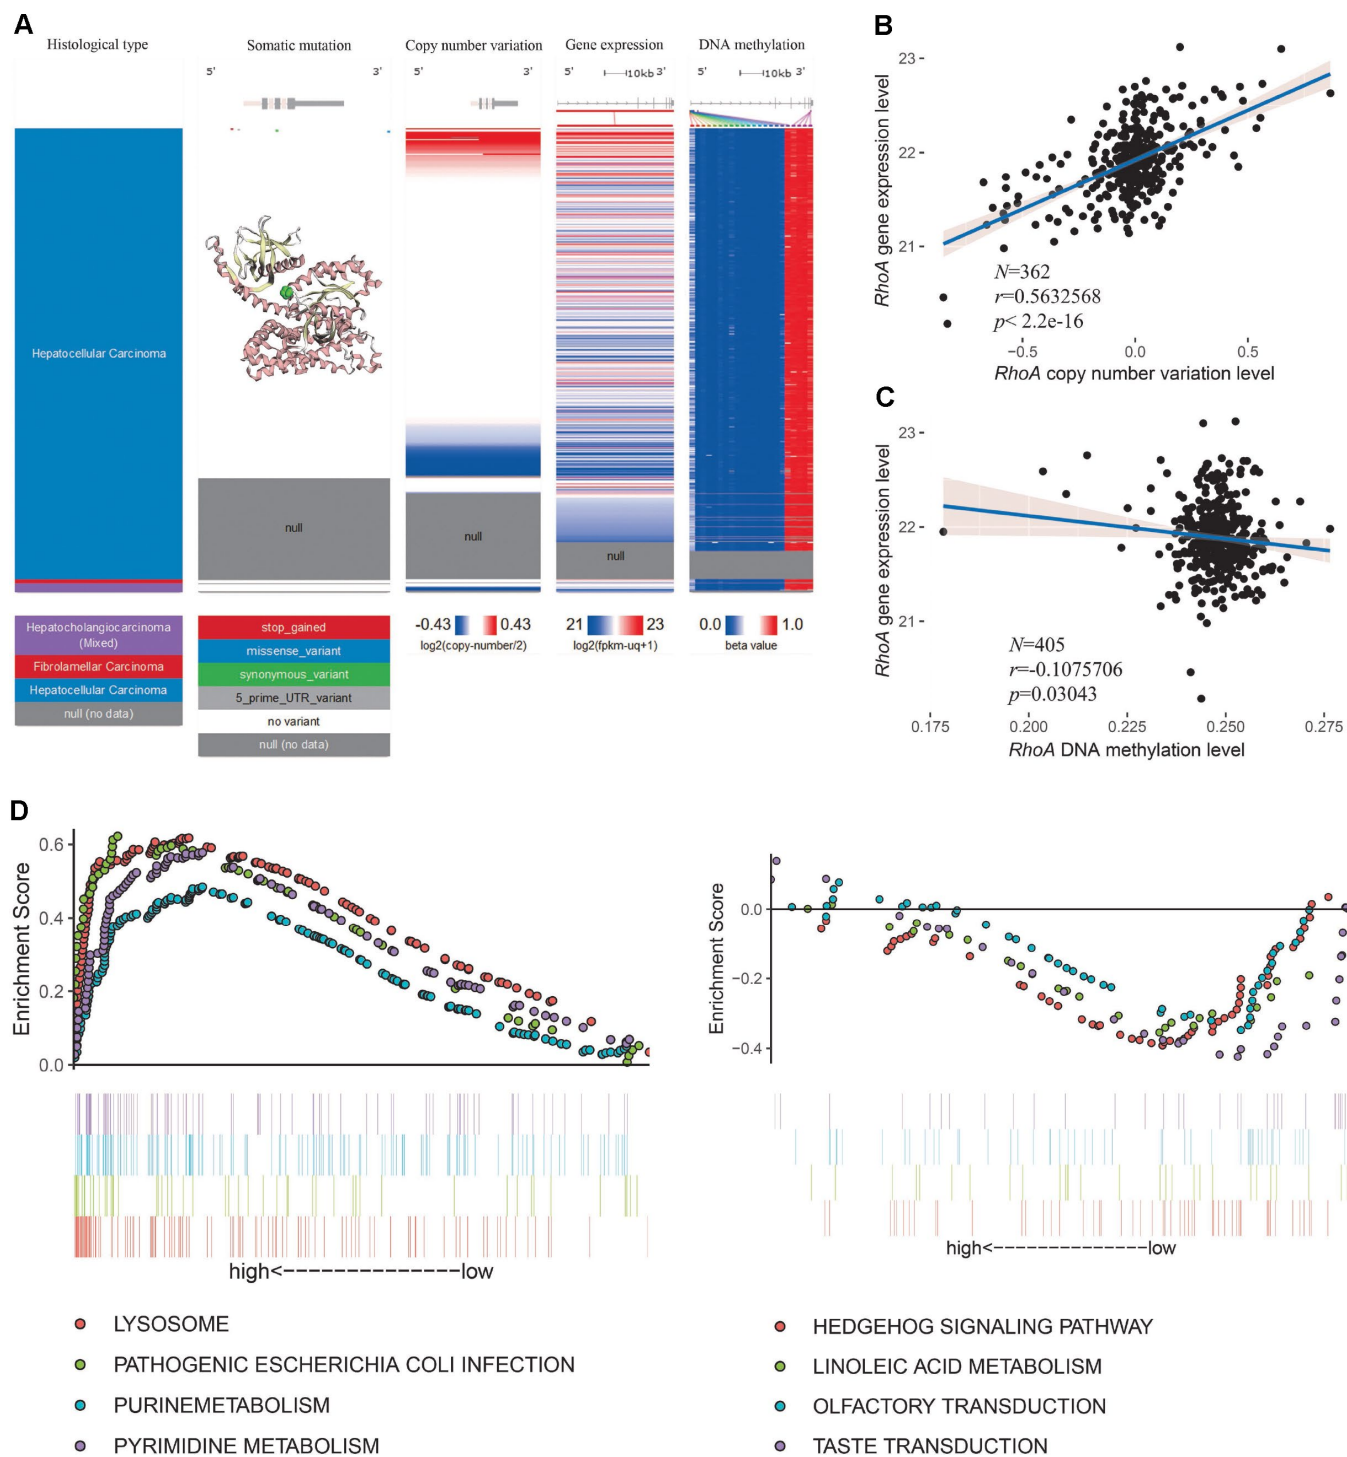 A
Histological type
Somatic mutation
Copy number variation
Gene expression
DNA methylation
5' 3'
5' 3'
5' 10kb 3'
5' 10kb 3'
Hepatocellular Carcinoma
null
null
null
Hepatocholangiocarcinoma
(Mixed)
Fibrolamellar Carcinoma
Hepatocellular Carcinoma
null (no data)
stop_gained
missense_variant
synonymous_variant
5_prime_UTR_variant
no variant
null (no data)
-0.43 0.43
log2(copy-number/2)
21 23
log2(fpkm-uq+1)
0.0 1.0
beta value
B
RhoA gene expression level
23
22
21
N=362
r=0.5632568
p< 2.2e-16
−0.5 0.0 0.5
RhoA copy number variation level
C
RhoA gene expression level
23
22
21
N=405
r=-0.1075706
p=0.03043
0.175 0.200 0.225 0.250 0.275
RhoA DNA methylation level
D
Enrichment Score
0.6
0.4
0.2
0.0
high<--------------low
LYSOSOME
PATHOGENIC ESCHERICHIA COLI INFECTION
PURINEMETABOLISM
PYRIMIDINE METABOLISM
Enrichment Score
0.0
−0.2
−0.4
high<--------------low
HEDGEHOG SIGNALING PATHWAY
LINOLEIC ACID METABOLISM
OLFACTORY TRANSDUCTION
TASTE TRANSDUCTION